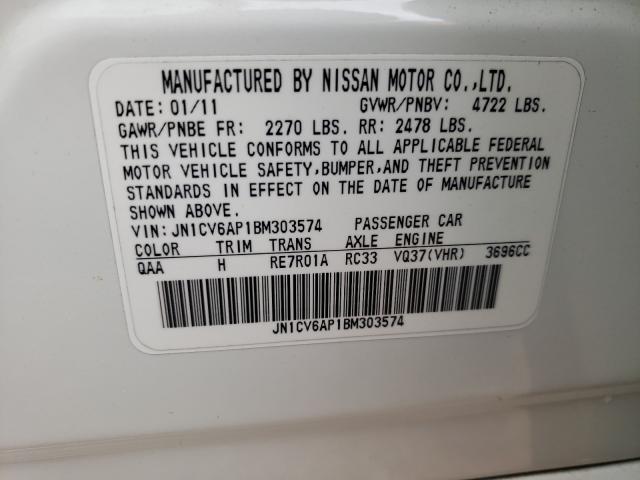 MANUFACTURED BY NISSAN MOTOR CO.,LTD.
DATE: 01/11 GVWR/PNBV: 4722 LBS.
GAWR/PNBE FR: 2270 LBS. RR: 2478 LBS.
THIS VEHICLE CONFORMS TO ALL APPLICABLE FEDERAL
MOTOR VEHICLE SAFETY,BUMPER,AND THEFT PREVENTION
STANDARDS IN EFFECT ON THE DATE OF MANUFACTURE
SHOWN ABOVE.
VIN: JN1CV6AP1BM303574 PASSENGER CAR
COLOR TRIM TRANS AXLE ENGINE
QAA H RE7R01A RC33 VQ37(VHR) 3696CC
JN1CV6AP1BM303574